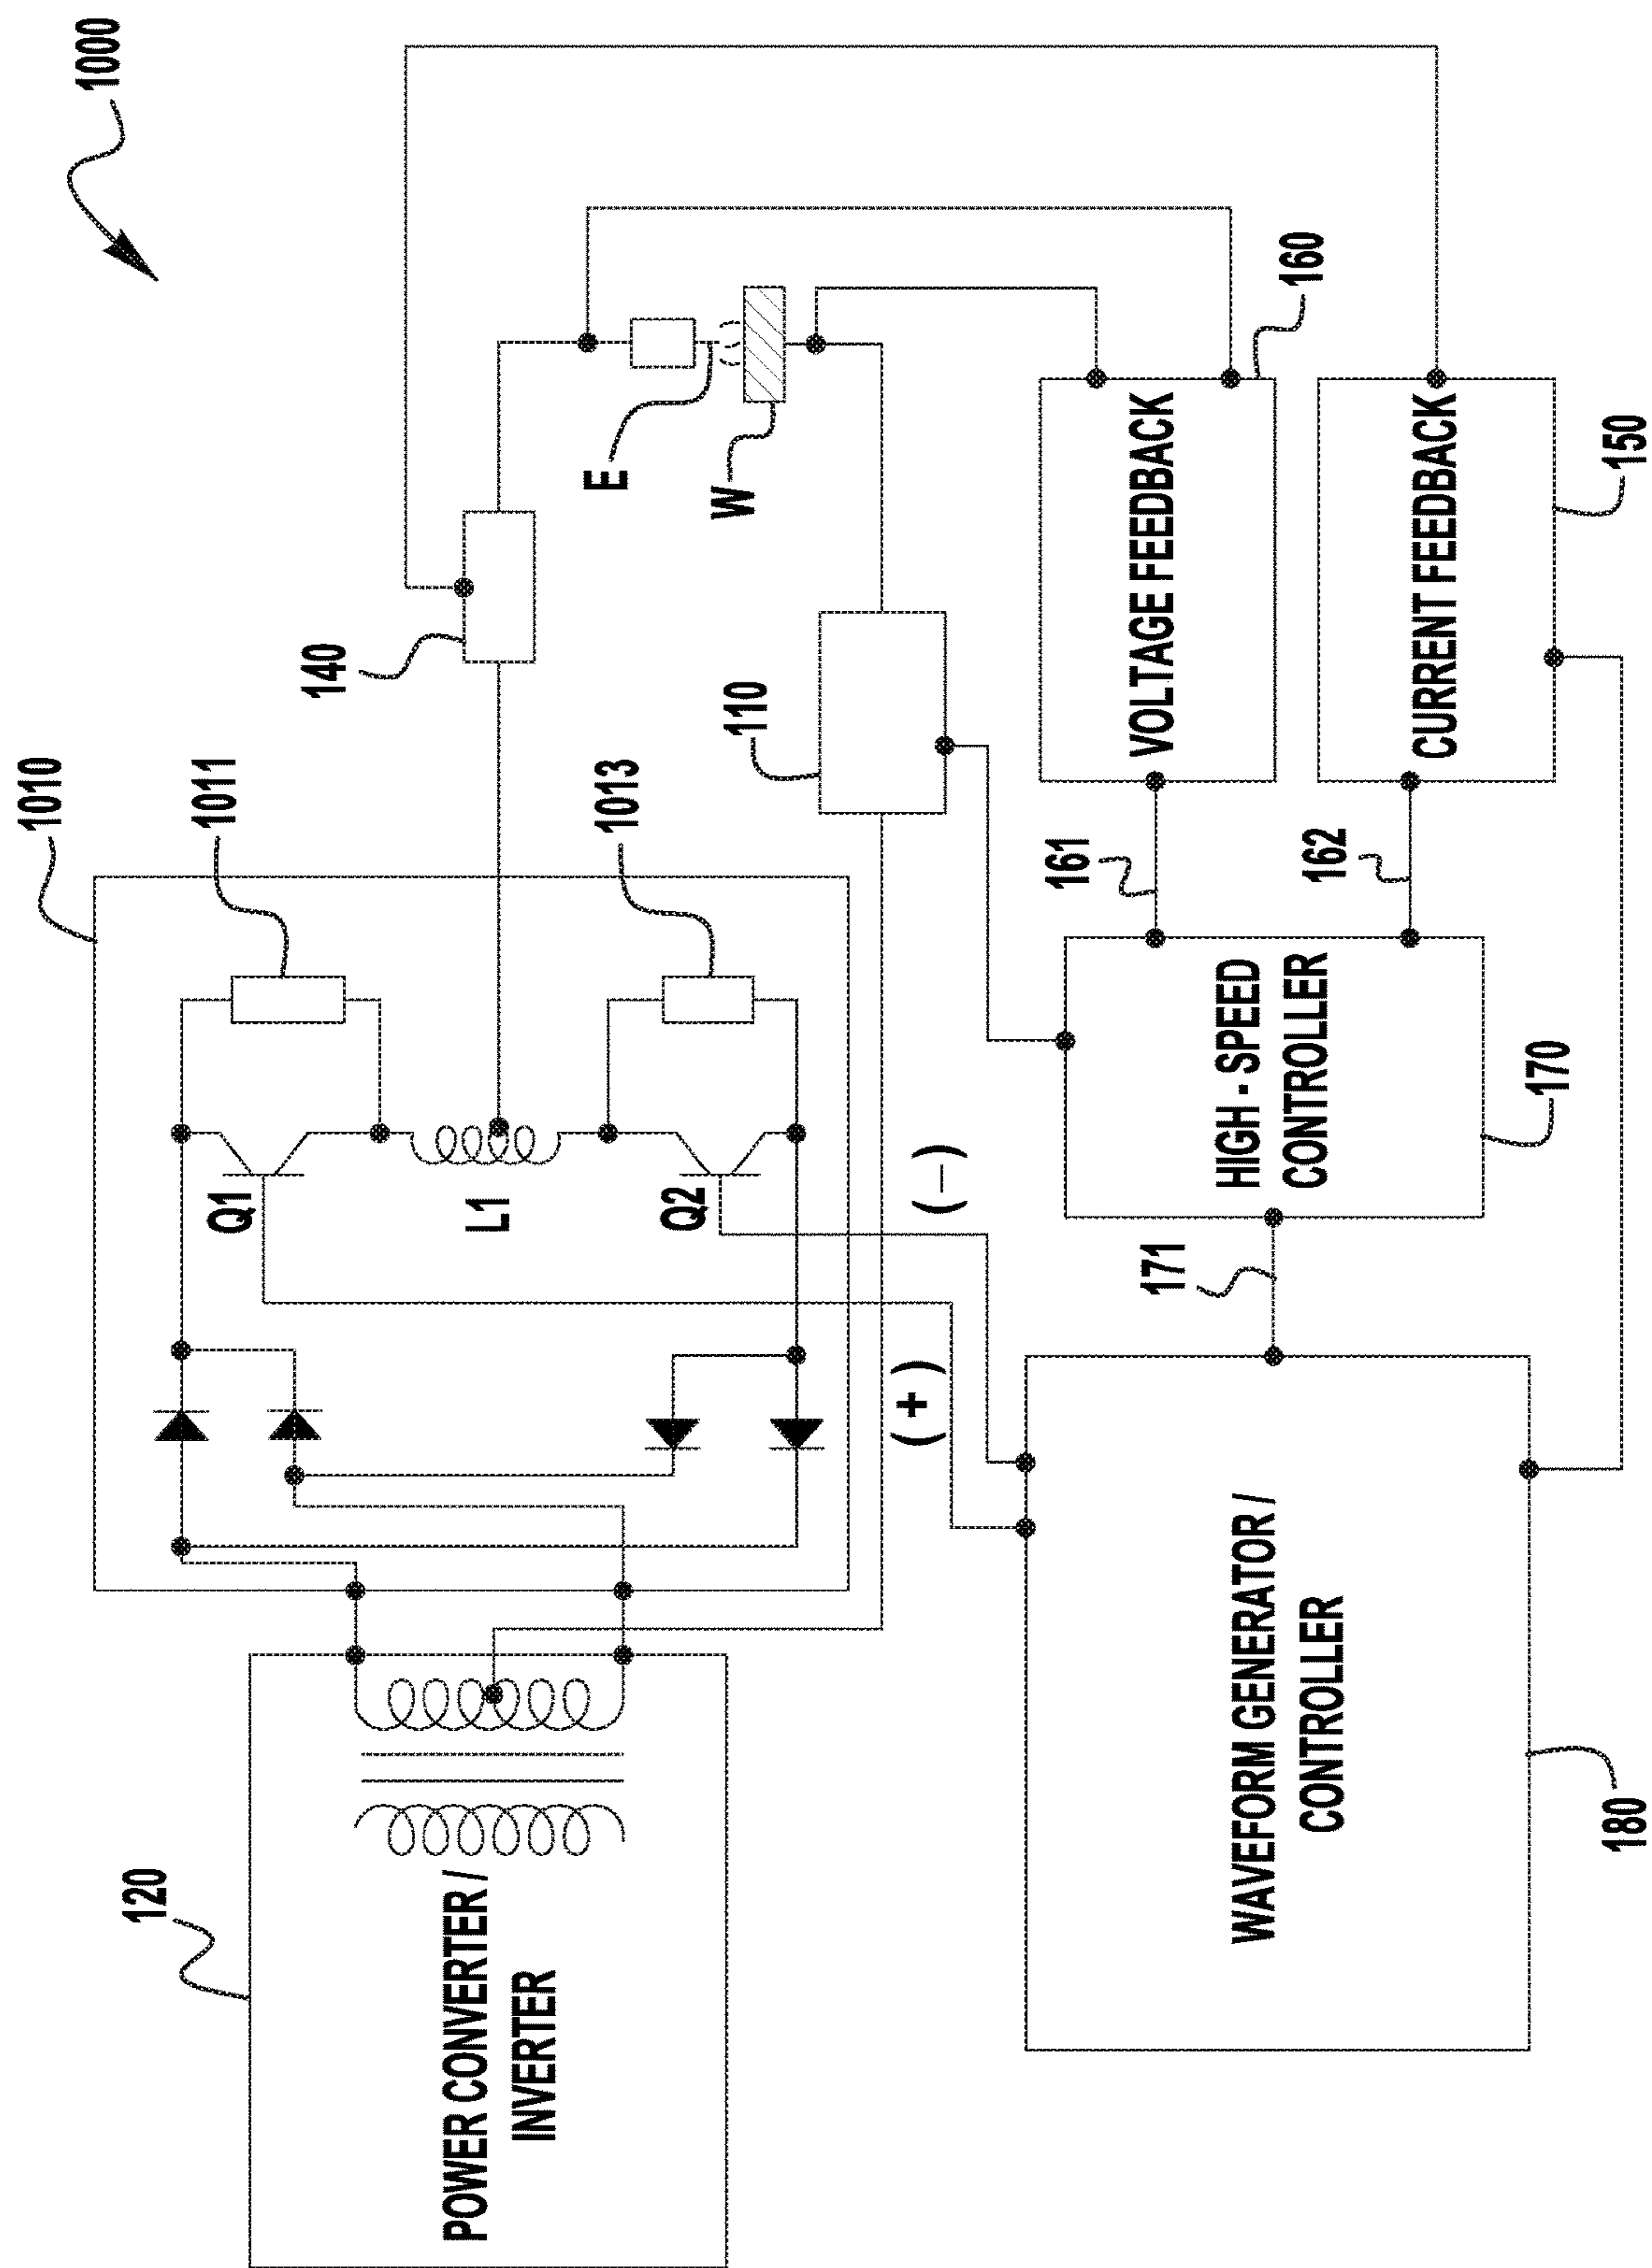 1000
1010
1011
1013
140
E
W
110
120
POWER CONVERTER /
INVERTER
Q1
L1
Q2
( + )
( – )
160
VOLTAGE FEEDBACK
CURRENT FEEDBACK
150
161
162
HIGH - SPEED
CONTROLLER
170
171
WAVEFORM GENERATOR /
CONTROLLER
180